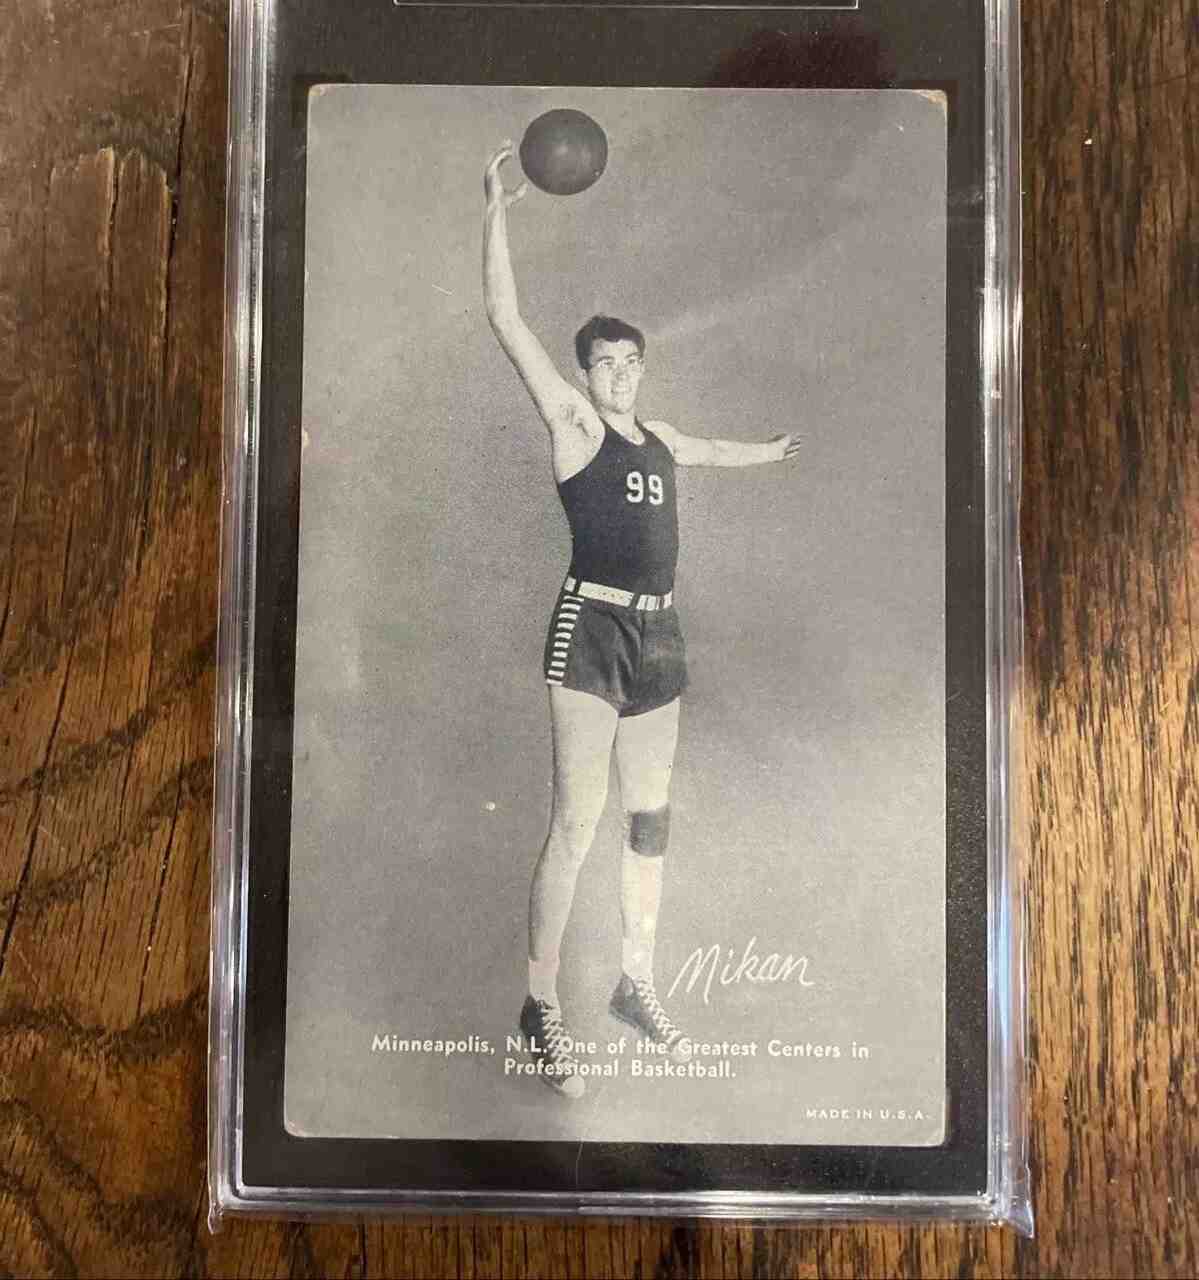 99
Mikan
Minneapolis, N.L. One of the Greatest Centers in
Professional Basketball.
MADE IN U.S.A.